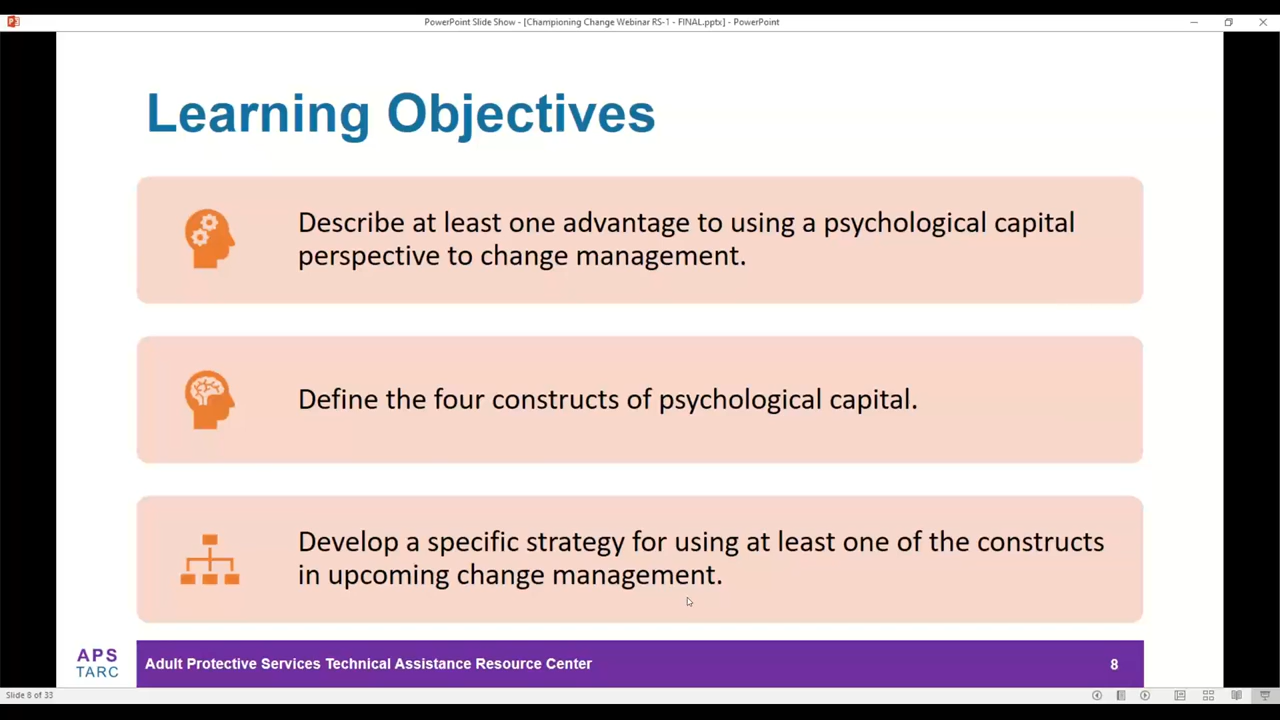 PowerPoint Slide Show - [Championing Change Webinar RS-1 - FINAL.pptx] - PowerPoint
Learning Objectives
Describe at least one advantage to using a psychological capital
perspective to change management.
Define the four constructs of psychological capital.
Develop a specific strategy for using at least one of the constructs
in upcoming change management.
APS
TARC
Adult Protective Services Technical Assistance Resource Center
8
Slide 8 of 33